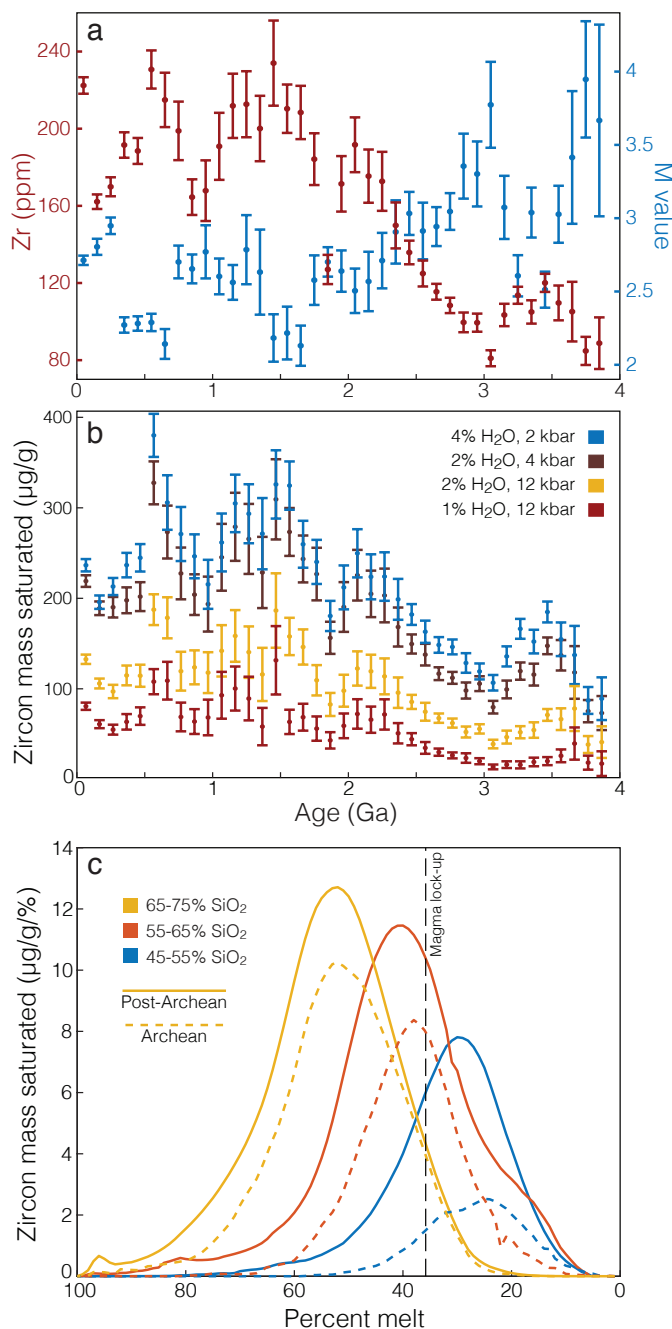 a
240
200
160
120
80
Zr (ppm)
4
3.5
3
2.5
2
M value
0
1
2
3
4
b
400
300
200
100
0
Zircon mass saturated (µg/g)
4% H₂O, 2 kbar
2% H₂O, 4 kbar
2% H₂O, 12 kbar
1% H₂O, 12 kbar
0
1
2
3
4
Age (Ga)
c
14
12
10
8
6
4
2
0
Zircon mass saturated (µg/g/%)
65-75% SiO₂
55-65% SiO₂
45-55% SiO₂
Post-Archean
Archean
Magma lock-up
100
80
60
40
20
0
Percent melt